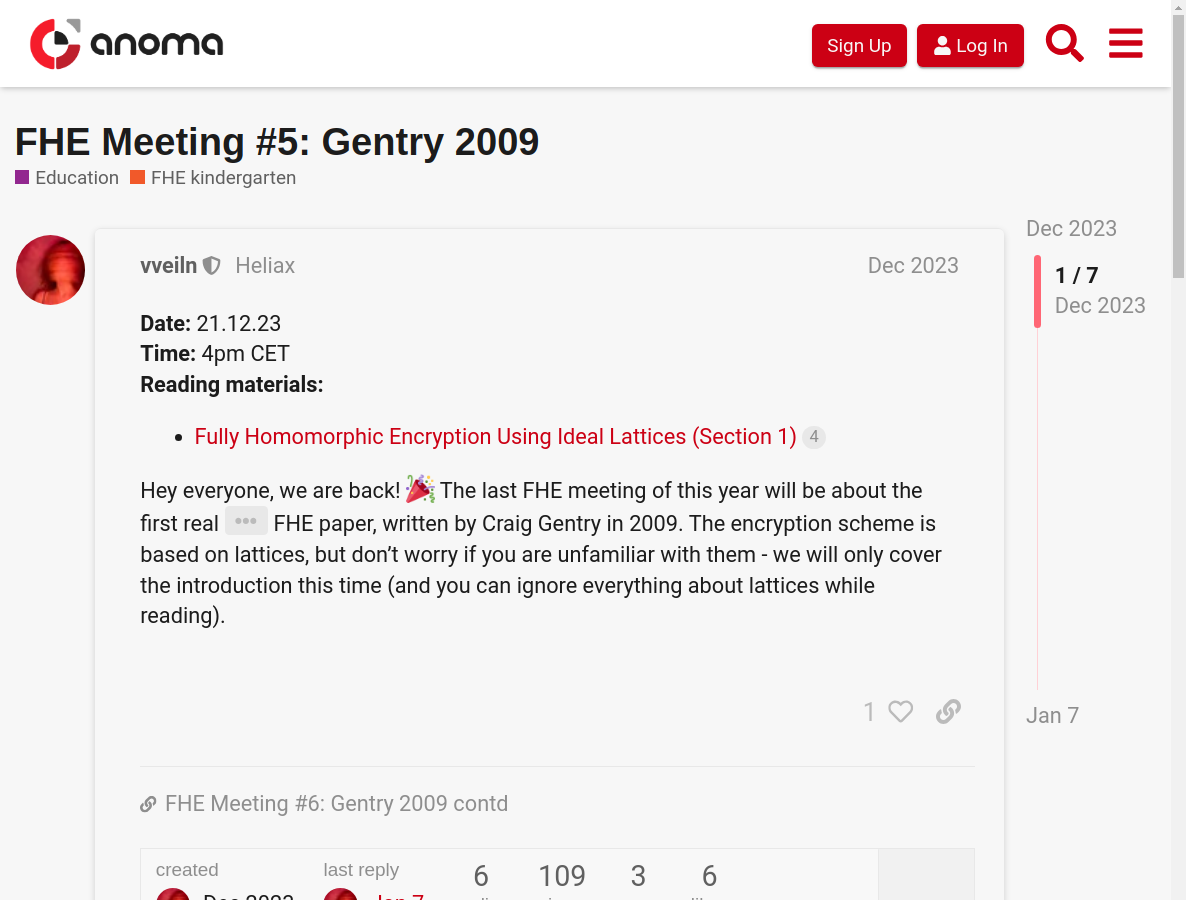 anoma
Sign Up
Log In
FHE Meeting #5: Gentry 2009
Education FHE kindergarten
Dec 2023
vveiln Heliax Dec 2023
1 / 7
Dec 2023
Date: 21.12.23
Time: 4pm CET
Reading materials:
Fully Homomorphic Encryption Using Ideal Lattices (Section 1) 4
Hey everyone, we are back! The last FHE meeting of this year will be about the
first real ••• FHE paper, written by Craig Gentry in 2009. The encryption scheme is
based on lattices, but don’t worry if you are unfamiliar with them - we will only cover
the introduction this time (and you can ignore everything about lattices while
reading).
1
Jan 7
FHE Meeting #6: Gentry 2009 contd
created last reply 6 109 3 6
Dec 2023 Jan 7